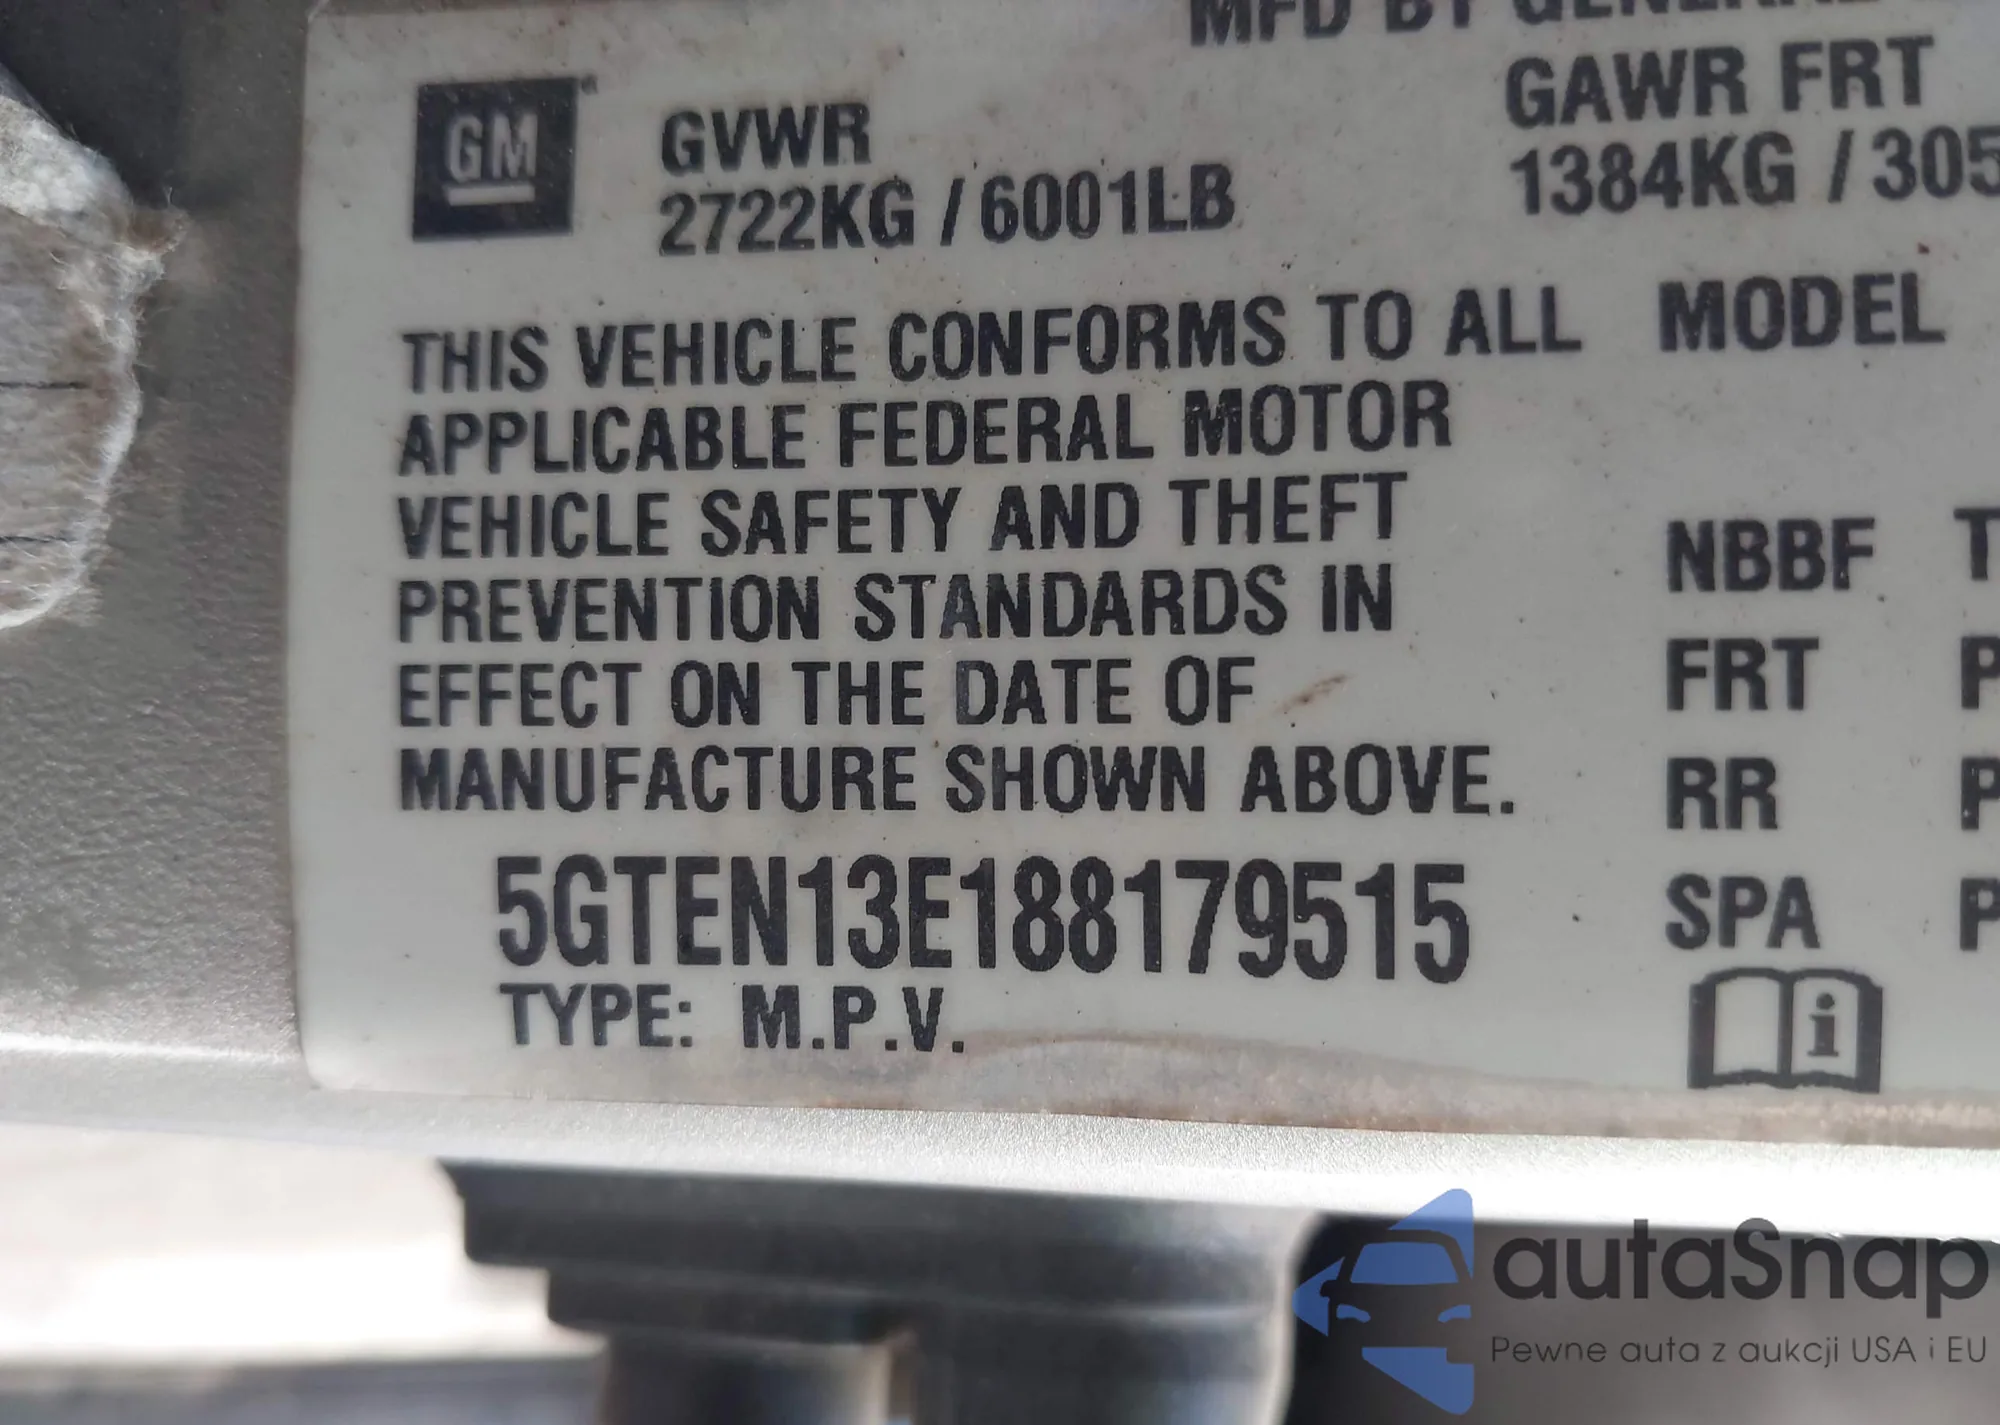 MFD BY GENERAL
GM
GVWR
2722KG / 6001LB
GAWR FRT
1384KG / 305
THIS VEHICLE CONFORMS TO ALL
APPLICABLE FEDERAL MOTOR
VEHICLE SAFETY AND THEFT
PREVENTION STANDARDS IN
EFFECT ON THE DATE OF
MANUFACTURE SHOWN ABOVE.
5GTEN13E188179515
TYPE: M.P.V.
MODEL
NBBF T
FRT P
RR P
SPA P
i
autaSnap
Pewne auta z aukcji USA i EU